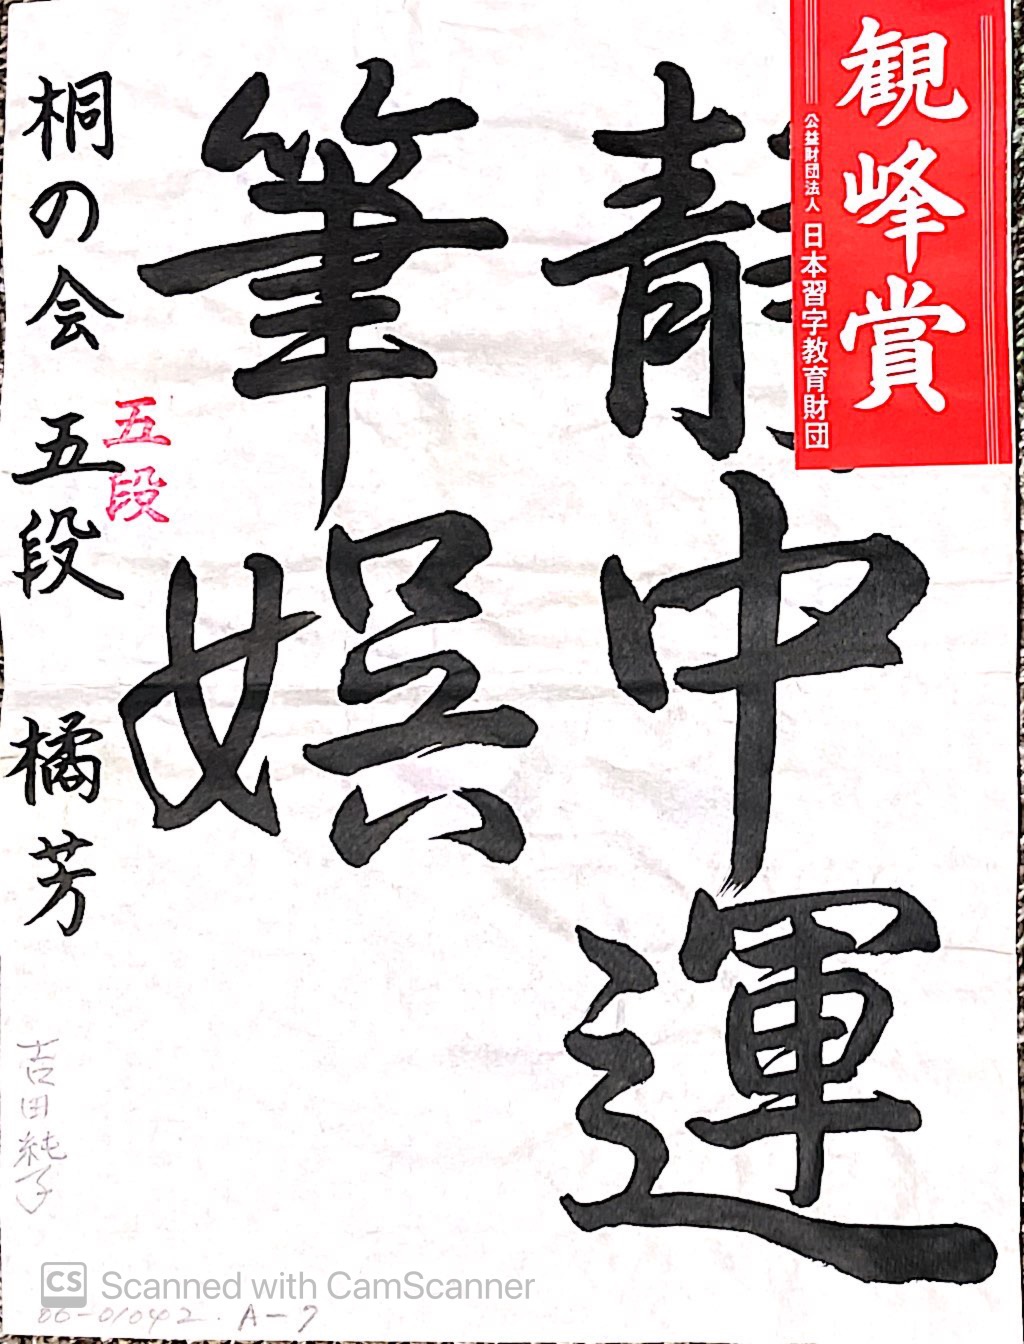 観峰賞
公益財団法人 日本習字教育財団
静中運
筆娯
五段
桐の会 五段 橘芳
吉田純子
CS Scanned with CamScanner
06-01042. A-7